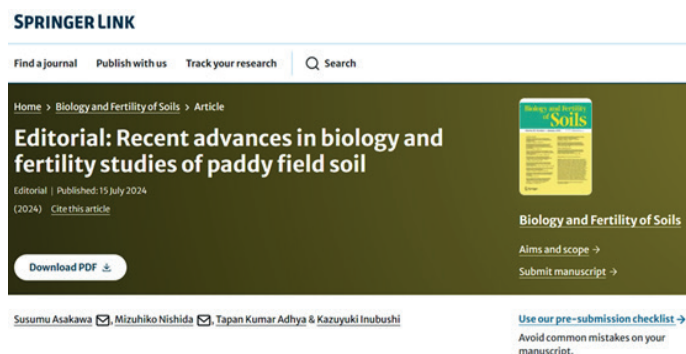 SPRINGER LINK
Find a journal Publish with us Track your research Search
Home > Biology and Fertility of Soils > Article
Editorial: Recent advances in biology and
fertility studies of paddy field soil
Editorial | Published: 15 July 2024
(2024) Cite this article
Download PDF
Biology and Fertility
of Soils
Biology and Fertility of Soils
Aims and scope →
Submit manuscript →
Susumu Asakawa, Mizuhiko Nishida, Tapan Kumar Adhya & Kazuyuki Inubushi
Use our pre-submission checklist →
Avoid common mistakes on your
manuscript.